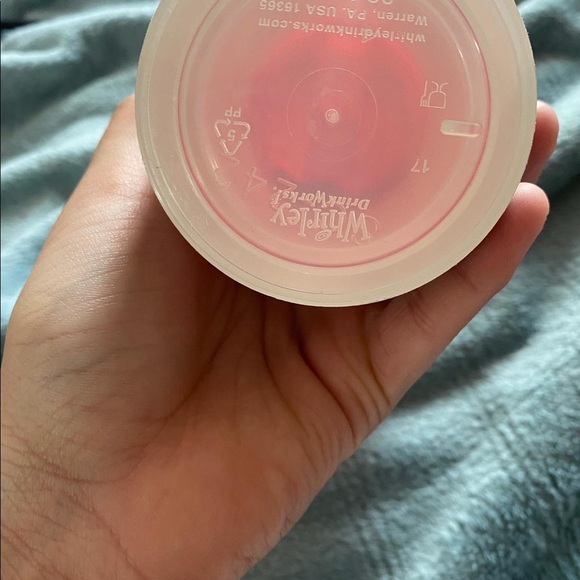 Whirley
DrinkWorks!
17
5
PP
whirleydrinkworks.com
Warren, PA. USA 16365